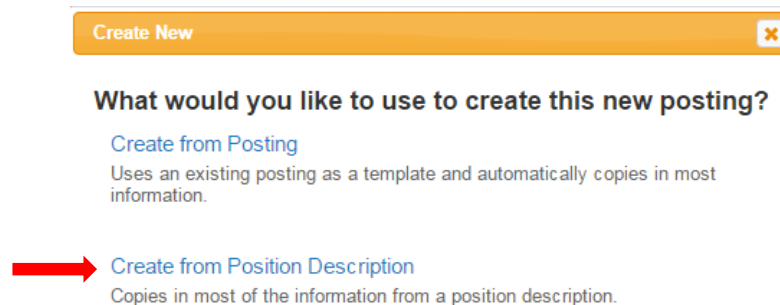 Create New
What would you like to use to create this new posting?
Create from Posting
Uses an existing posting as a template and automatically copies in most
information.
Create from Position Description
Copies in most of the information from a position description.